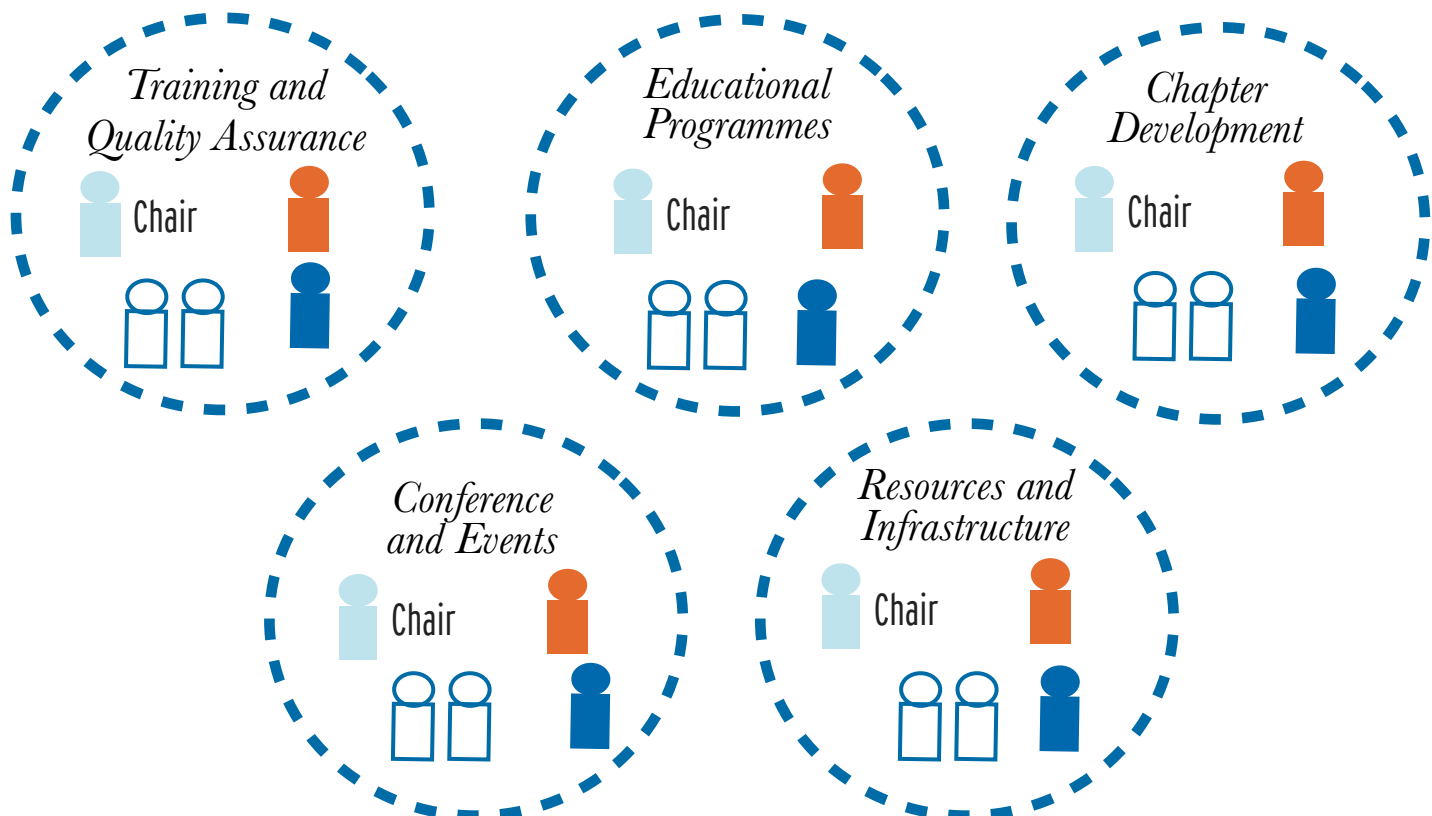 Training and
Quality Assurance
Chair
Educational
Programmes
Chair
Chapter
Development
Chair
Conference
and Events
Chair
Resources and
Infrastructure
Chair